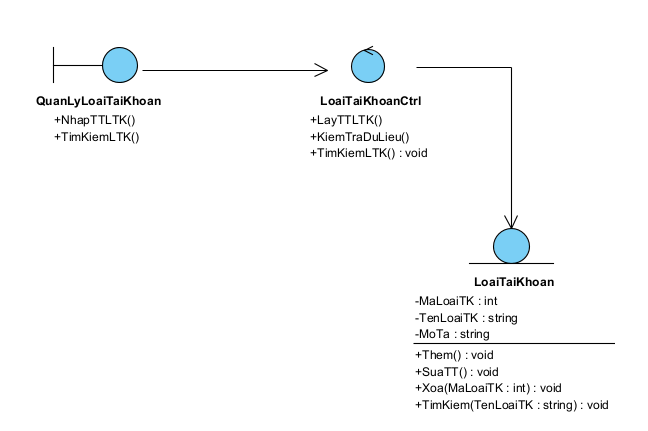 QuanLyLoaiTaiKhoan
+NhapTTLTK()
+TimKiemLTK()
LoaiTaiKhoanCtrl
+LayTTLTK()
+KiemTraDuLieu()
+TimKiemLTK() : void
LoaiTaiKhoan
-MaLoaiTK : int
-TenLoaiTK : string
-MoTa : string
+Them() : void
+SuaTT() : void
+Xoa(MaLoaiTK : int) : void
+TimKiem(TenLoaiTK : string) : void